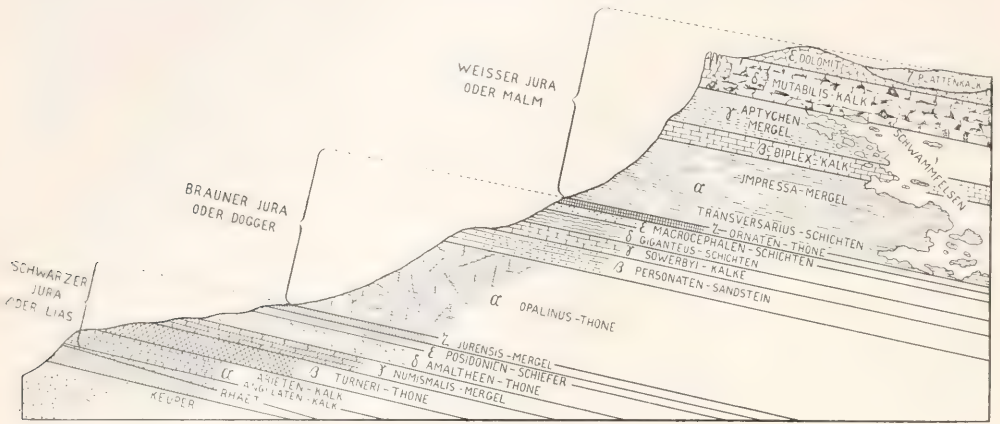 WEISSER JURA
ODER MALM
BRAUNER JURA
ODER DOGGER
SCHWARZER
JURA
ODER LIAS
ε DOLOMIT
ζ PLATTENKALK
δ MUTABILIS-KALK
γ APTYCHEN-
MERGEL
β BIPLEX-KALK
SCHWAMMFELSEN
α IMPRESSA-MERGEL
TRANSVERSARIUS-SCHICHTEN
ζ ORNATEN-THONE
ε MACROCEPHALEN-SCHICHTEN
δ GIGANTEUS-SCHICHTEN
γ SOWERBYI-KALKE
β PERSONATEN-SANDSTEIN
α OPALINUS-THONE
ζ JURENSIS-MERGEL
ε POSIDONIEN-SCHIEFER
δ AMALTHEEN-THONE
γ NUMISMALIS-MERGEL
β TURNERI-THONE
α ARIETEN-KALK
ANGULATEN-KALK
RHAET
KEUPER